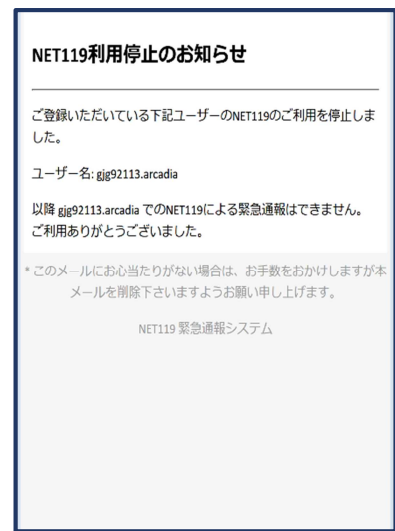 NET119利用停止のお知らせ
ご登録いただいている下記ユーザーのNET119のご利用を停止しま
した。
ユーザー名: gjg92113.arcadia
以降 gjg92113.arcadia でのNET119による緊急通報はできません。
ご利用ありがとうございました。
* このメールにお心当たりがない場合は、お手数をおかけしますが本
メールを削除下さいますようお願い申し上げます。
NET119 緊急通報システム